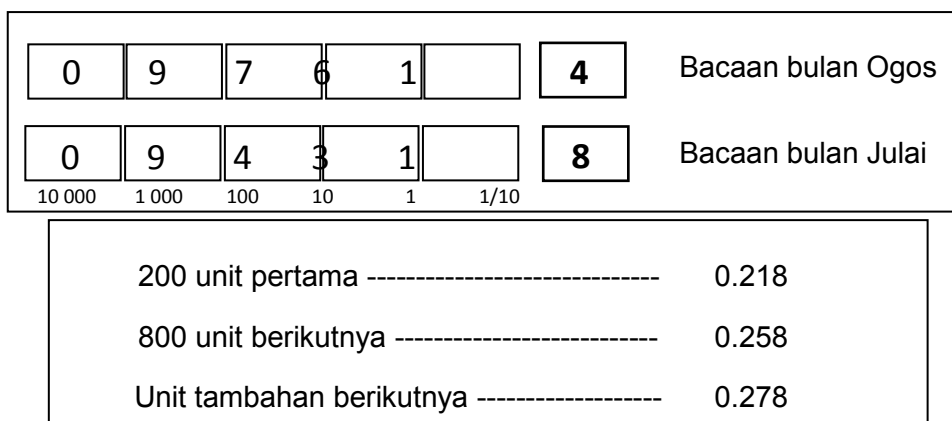 0 9 7 6 1 4 Bacaan bulan Ogos
0 9 4 3 1 8 Bacaan bulan Julai
10 000 1 000 100 10 1 1/10
200 unit pertama ----------------------------- 0.218
800 unit berikutnya -------------------------- 0.258
Unit tambahan berikutnya ------------------- 0.278